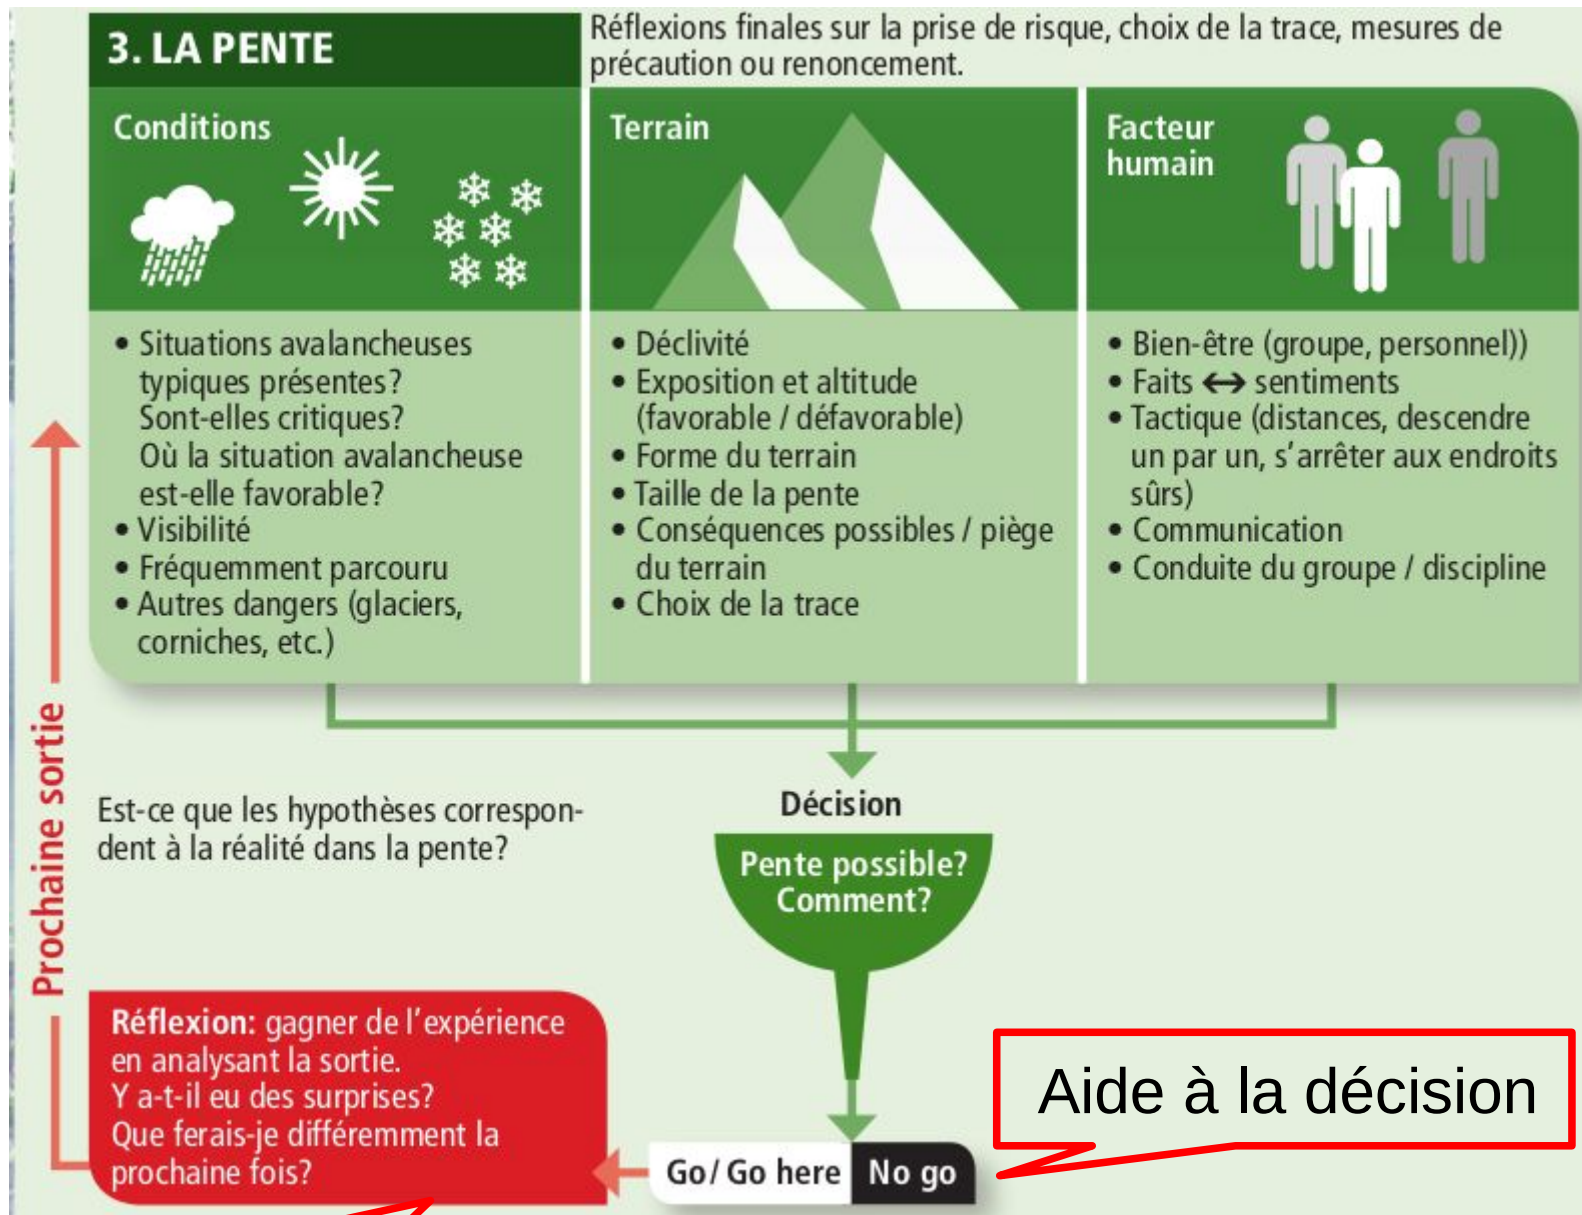 3. LA PENTE
Réflexions finales sur la prise de risque, choix de la trace, mesures de
précaution ou renoncement.
Conditions
• Situations avalancheuses
typiques présentes?
Sont-elles critiques?
Où la situation avalancheuse
est-elle favorable?
• Visibilité
• Fréquemment parcouru
• Autres dangers (glaciers,
corniches, etc.)
Terrain
• Déclivité
• Exposition et altitude
(favorable / défavorable)
• Forme du terrain
• Taille de la pente
• Conséquences possibles / piège
du terrain
• Choix de la trace
Facteur
humain
• Bien-être (groupe, personnel))
• Faits ↔ sentiments
• Tactique (distances, descendre
un par un, s'arrêter aux endroits
sûrs)
• Communication
• Conduite du groupe / discipline
Prochaine sortie
Est-ce que les hypothèses correspon-
dent à la réalité dans la pente?
Décision
Pente possible?
Comment?
Réflexion: gagner de l'expérience
en analysant la sortie.
Y a-t-il eu des surprises?
Que ferais-je différemment la
prochaine fois?
Go/ Go here No go
Aide à la décision